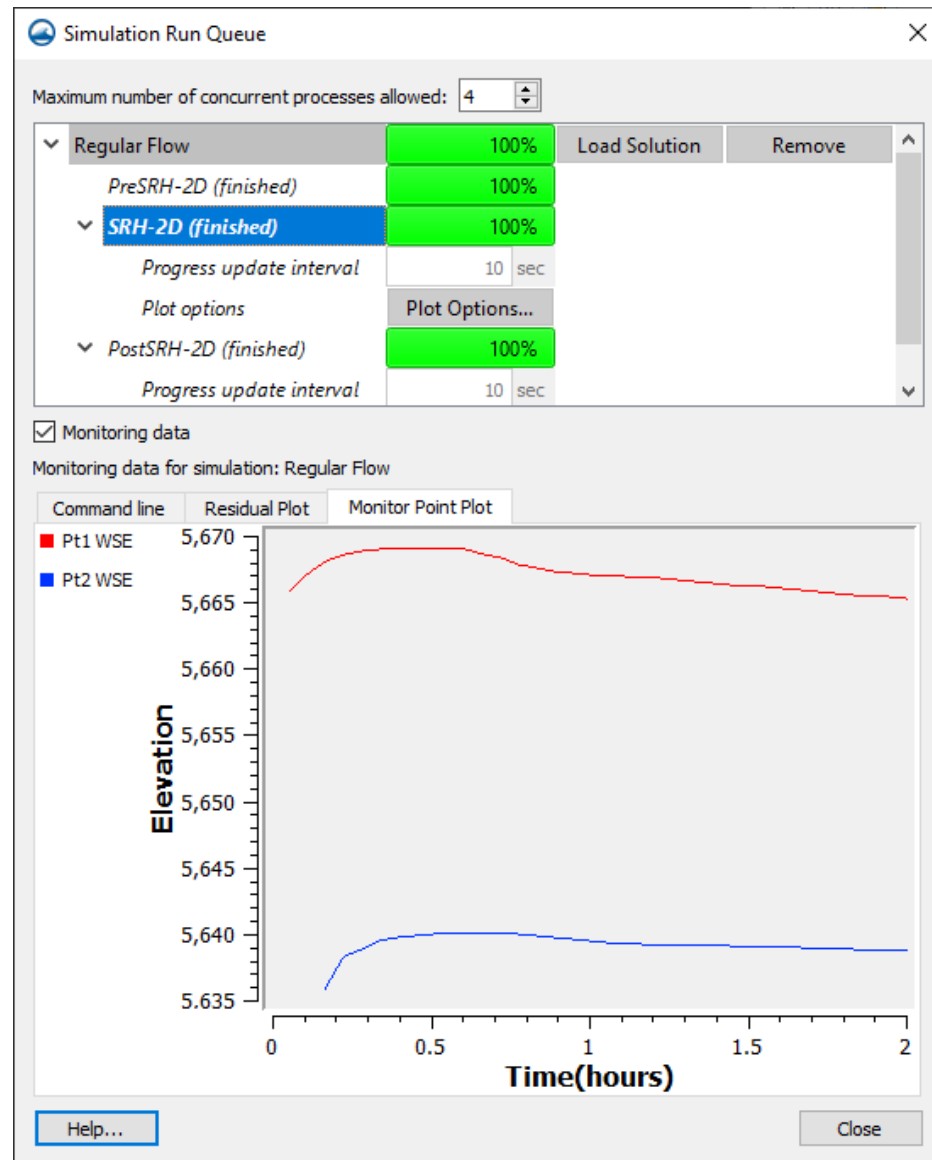 Simulation Run Queue
Maximum number of concurrent processes allowed: 4
Regular Flow 100% Load Solution Remove
PreSRH-2D (finished) 100%
SRH-2D (finished) 100%
Progress update interval 10 sec
Plot options Plot Options...
PostSRH-2D (finished) 100%
Progress update interval 10 sec
Monitoring data
Monitoring data for simulation: Regular Flow
Command line Residual Plot Monitor Point Plot
Pt1 WSE
Pt2 WSE
Elevation
5,670
5,665
5,660
5,655
5,650
5,645
5,640
5,635
0 0.5 1 1.5 2
Time(hours)
Help... Close